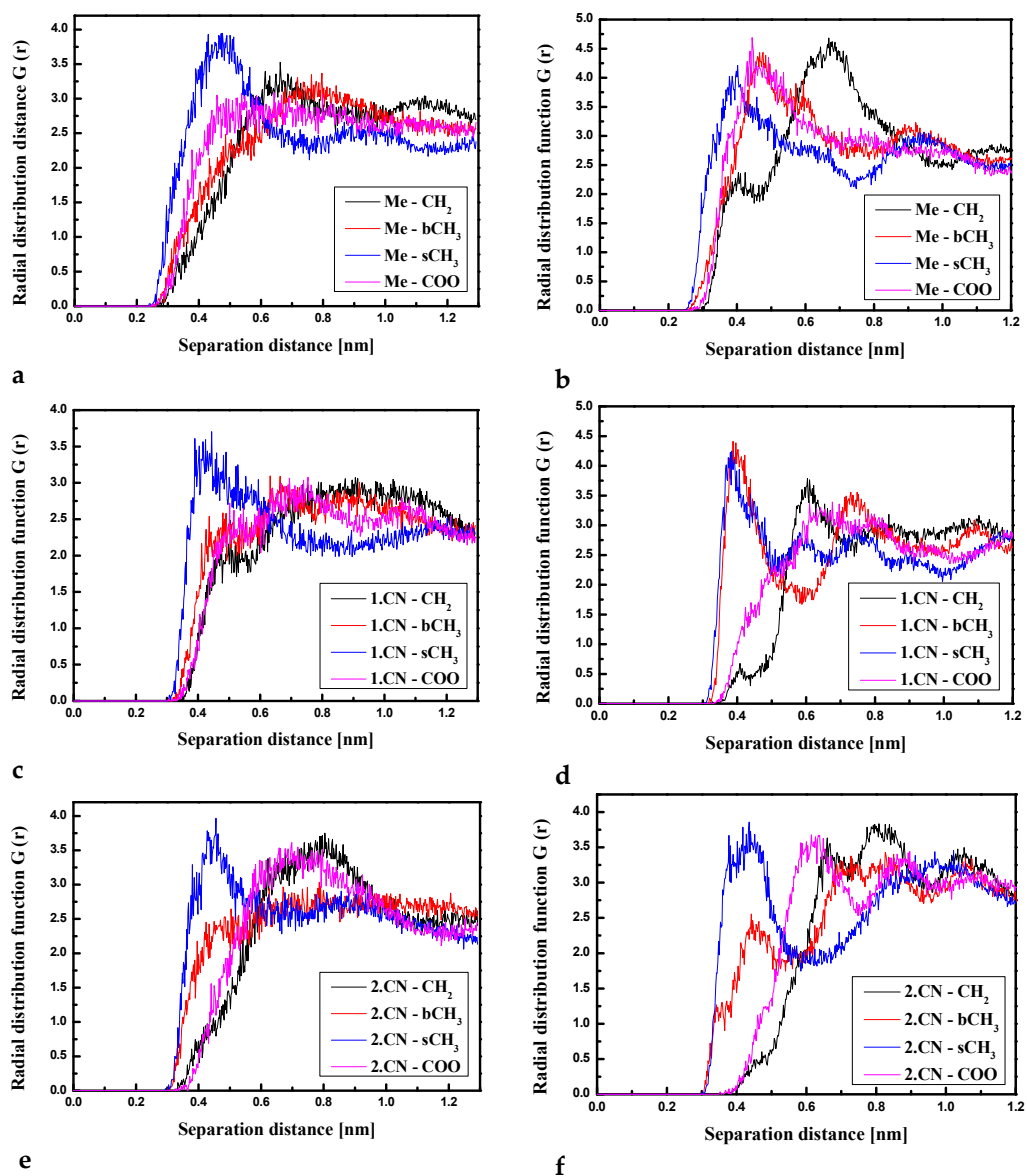 4.0
3.5
3.0
2.5
2.0
1.5
1.0
0.5
0.0
Radial distribution distance G (r)
Me - CH₂
Me - bCH₃
Me - sCH₃
Me - COO
0.0 0.2 0.4 0.6 0.8 1.0 1.2
Separation distance [nm]
a
5.0
4.5
4.0
3.5
3.0
2.5
2.0
1.5
1.0
0.5
0.0
Radial distribution function G (r)
Me - CH₂
Me - bCH₃
Me - sCH₃
Me - COO
0.0 0.2 0.4 0.6 0.8 1.0 1.2
Separation distance [nm]
b
4.0
3.5
3.0
2.5
2.0
1.5
1.0
0.5
0.0
Radial distribution function G (r)
1.CN - CH₂
1.CN - bCH₃
1.CN - sCH₃
1.CN - COO
0.0 0.2 0.4 0.6 0.8 1.0 1.2
Separation distance [nm]
c
5.0
4.5
4.0
3.5
3.0
2.5
2.0
1.5
1.0
0.5
0.0
Radial distribution function G (r)
1.CN - CH₂
1.CN - bCH₃
1.CN - sCH₃
1.CN - COO
0.0 0.2 0.4 0.6 0.8 1.0 1.2
Separation distance [nm]
d
4.0
3.5
3.0
2.5
2.0
1.5
1.0
0.5
0.0
Radial distribution function G (r)
2.CN - CH₂
2.CN - bCH₃
2.CN - sCH₃
2.CN - COO
0.0 0.2 0.4 0.6 0.8 1.0 1.2
Separation distance [nm]
e
4.0
3.5
3.0
2.5
2.0
1.5
1.0
0.5
0.0
Radial distribution function G (r)
2.CN - CH₂
2.CN - bCH₃
2.CN - sCH₃
2.CN - COO
0.0 0.2 0.4 0.6 0.8 1.0 1.2
Separation distance [nm]
f